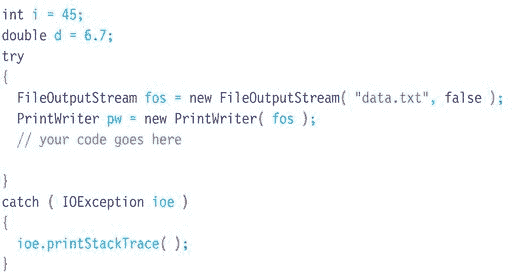 int i = 45;
double d = 6.7;
try
{
FileOutputStream fos = new FileOutputStream( "data.txt", false );
PrintWriter pw = new PrintWriter( fos );
// your code goes here
}
catch ( IOException ioe )
{
ioe.printStackTrace( );
}